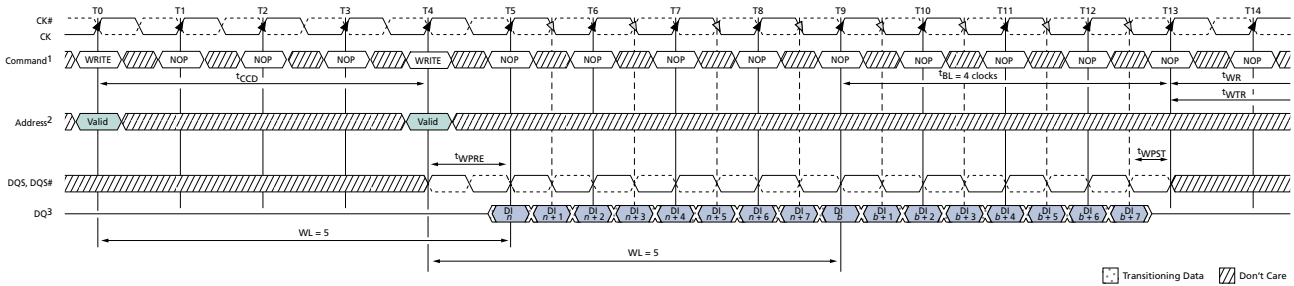 T0 T1 T2 T3 T4 T5 T6 T7 T8 T9 T10 T11 T12 T13 T14
CK#
CK
Command1 WRITE NOP NOP NOP WRITE NOP NOP NOP NOP NOP NOP NOP NOP NOP NOP
tCCD tBL = 4 clocks tWR
tWTR
Address2 Valid Valid
tWPRE tWPST
DQS, DQS#
DQ3 DI n DI n + 1 DI n + 2 DI n + 3 DI n + 4 DI n + 5 DI n + 6 DI n + 7 DI b DI b + 1 DI b + 2 DI b + 3 DI b + 4 DI b + 5 DI b + 6 DI b + 7
WL = 5
WL = 5
Transitioning Data Don't Care